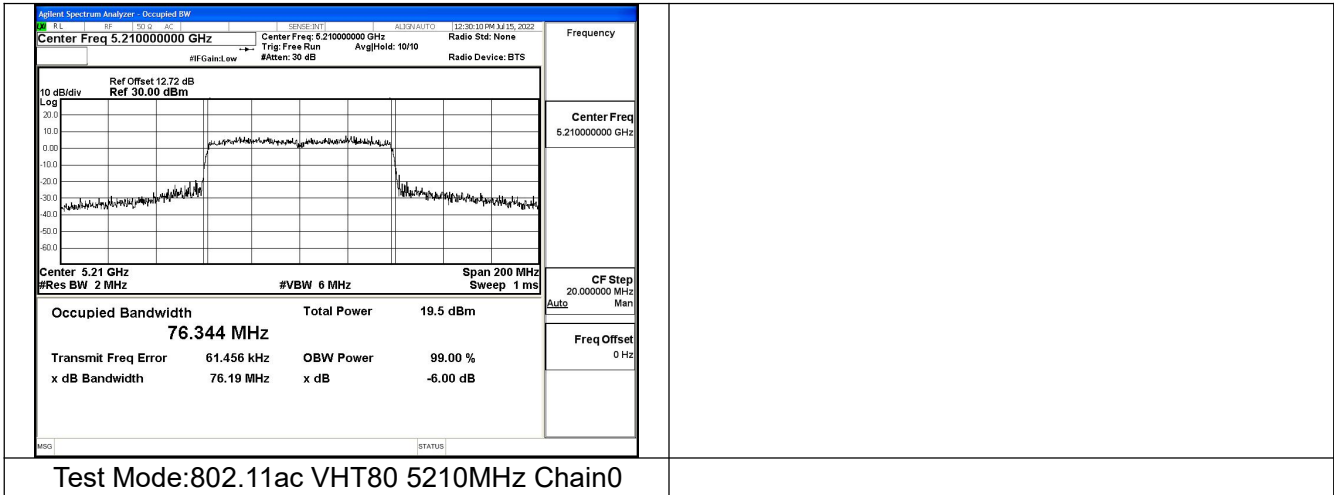 Agilent Spectrum Analyzer - Occupied BW
RL RF 50 Ω AC SENSE:INT ALIGN AUTO 12:30:10 PM Jul 15, 2022
Center Freq 5.210000000 GHz
Center Freq: 5.210000000 GHz
Radio Std: None
Trig: Free Run Avg|Hold: 10/10
#IFGain:Low #Atten: 30 dB Radio Device: BTS
Ref Offset 12.72 dB
10 dB/div Ref 30.00 dBm
Log
20.0
10.0
0.00
-10.0
-20.0
-30.0
-40.0
-50.0
-60.0
Center 5.21 GHz Span 200 MHz
#Res BW 2 MHz #VBW 6 MHz Sweep 1 ms
Occupied Bandwidth Total Power 19.5 dBm
76.344 MHz
Transmit Freq Error 61.456 kHz OBW Power 99.00 %
x dB Bandwidth 76.19 MHz x dB -6.00 dB
MSG STATUS
Frequency
Center Freq
5.210000000 GHz
CF Step
20.000000 MHz
Auto Man
Freq Offset
0 Hz
Test Mode:802.11ac VHT80 5210MHz Chain0